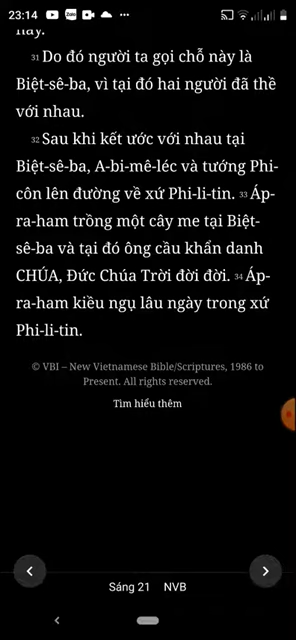 23:14
này.
31 Do đó người ta gọi chỗ này là
Biệt-sê-ba, vì tại đó hai người đã thề
với nhau.
32 Sau khi kết ước với nhau tại
Biệt-sê-ba, A-bi-mê-léc và tướng Phi-
côn lên đường về xứ Phi-li-tin. 33 Áp-
ra-ham trồng một cây me tại Biệt-
sê-ba và tại đó ông cầu khẩn danh
CHÚA, Đức Chúa Trời đời đời. 34 Áp-
ra-ham kiều ngụ lâu ngày trong xứ
Phi-li-tin.
© VBI – New Vietnamese Bible/Scriptures, 1986 to
Present. All rights reserved.
Tìm hiểu thêm
Sáng 21 NVB